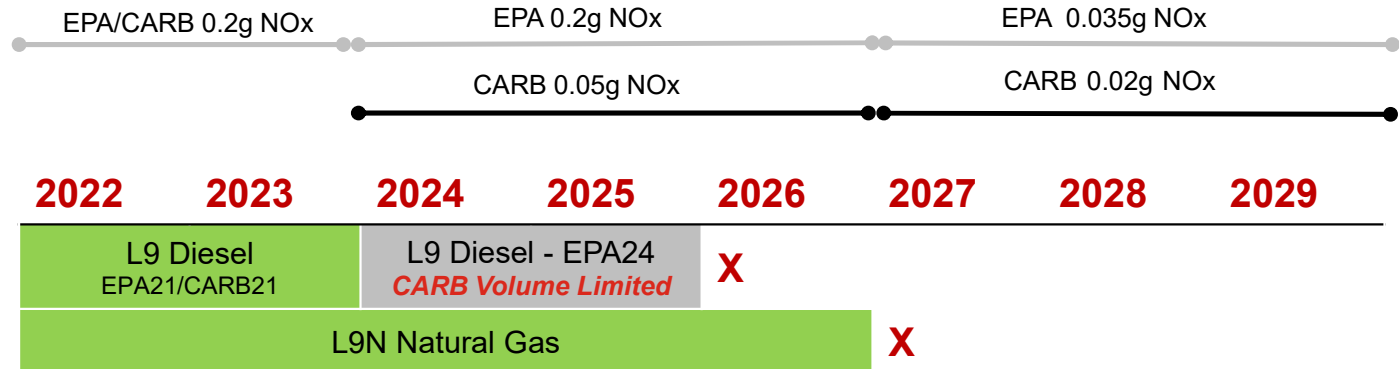 EPA/CARB 0.2g NOx
EPA 0.2g NOx
EPA 0.035g NOx
CARB 0.05g NOx
CARB 0.02g NOx
2022 2023 2024 2025 2026 2027 2028 2029
L9 Diesel
EPA21/CARB21
L9 Diesel - EPA24
CARB Volume Limited
X
L9N Natural Gas
X